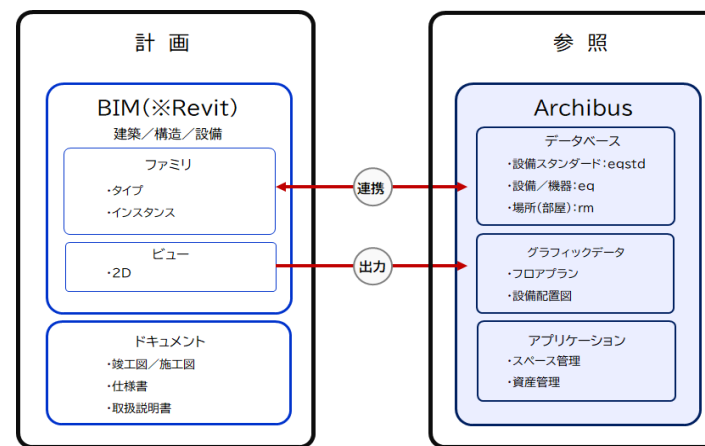 計 画
BIM(※Revit)
建築／構造／設備
ファミリ
・タイプ
・インスタンス
ビュー
・2D
ドキュメント
・竣工図／施工図
・仕様書
・取扱説明書
連携
出力
参 照
Archibus
データベース
・設備スタンダード：eqstd
・設備／機器：eq
・場所（部屋）：rm
グラフィックデータ
・フロアプラン
・設備配置図
アプリケーション
・スペース管理
・資産管理